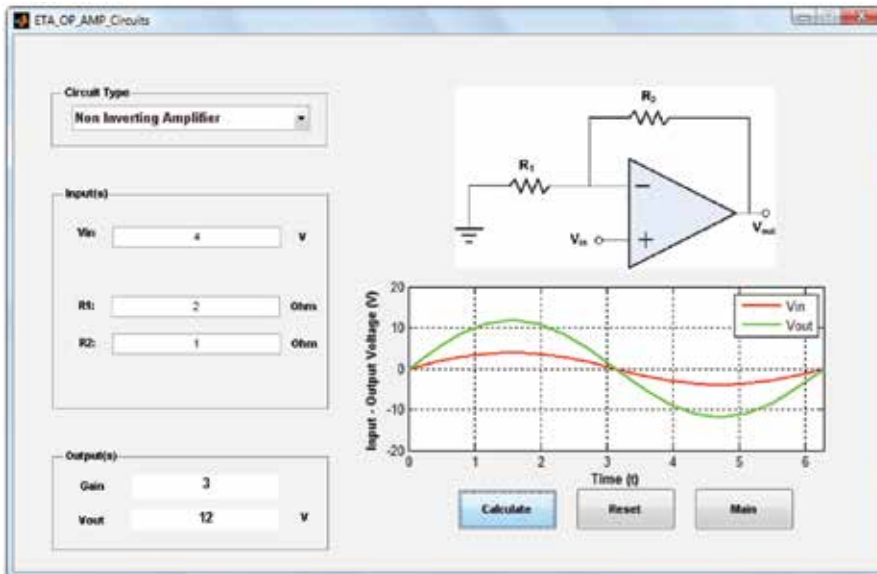 ETA_OP_AMP_Circuits
Circuit Type
Non Inverting Amplifier
Input(s)
Vin 4 V
R1: 2 Ohms
R2: 1 Ohm
Output(s)
Gain 3
Vout 12 V
R₂
R₁
Vin
Vout
Input - Output Voltage (V)
20
10
0
-10
-20
0 1 2 3 4 5 6
Time (t)
Vin
Vout
Calculate Reset Main